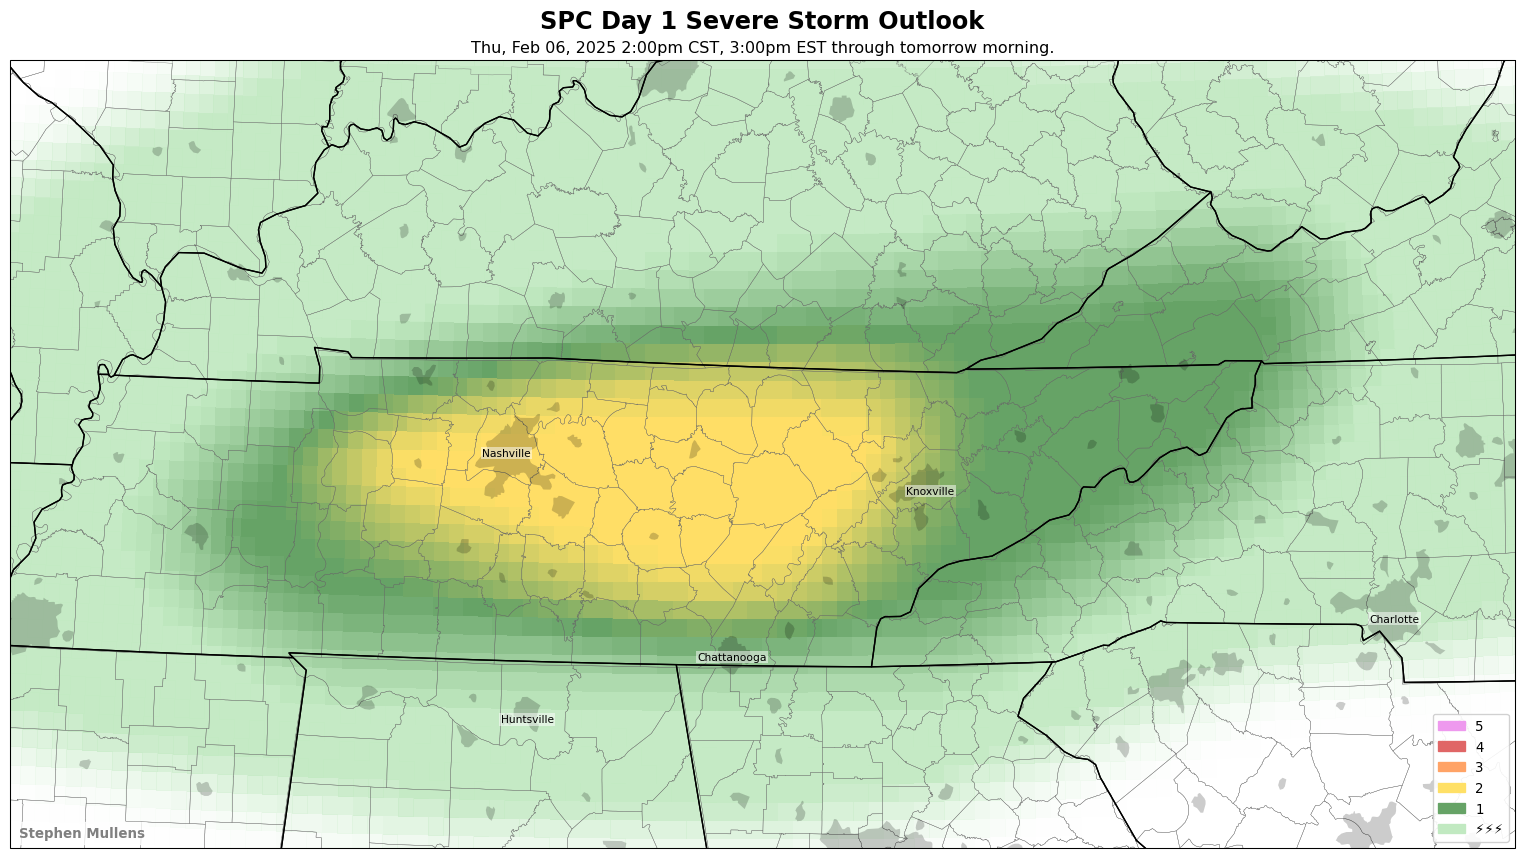 SPC Day 1 Severe Storm Outlook
Thu, Feb 06, 2025 2:00pm CST, 3:00pm EST through tomorrow morning.
Nashville
Knoxville
Charlotte
Chattanooga
Huntsville
5
4
3
2
1
⚡⚡⚡
Stephen Mullens